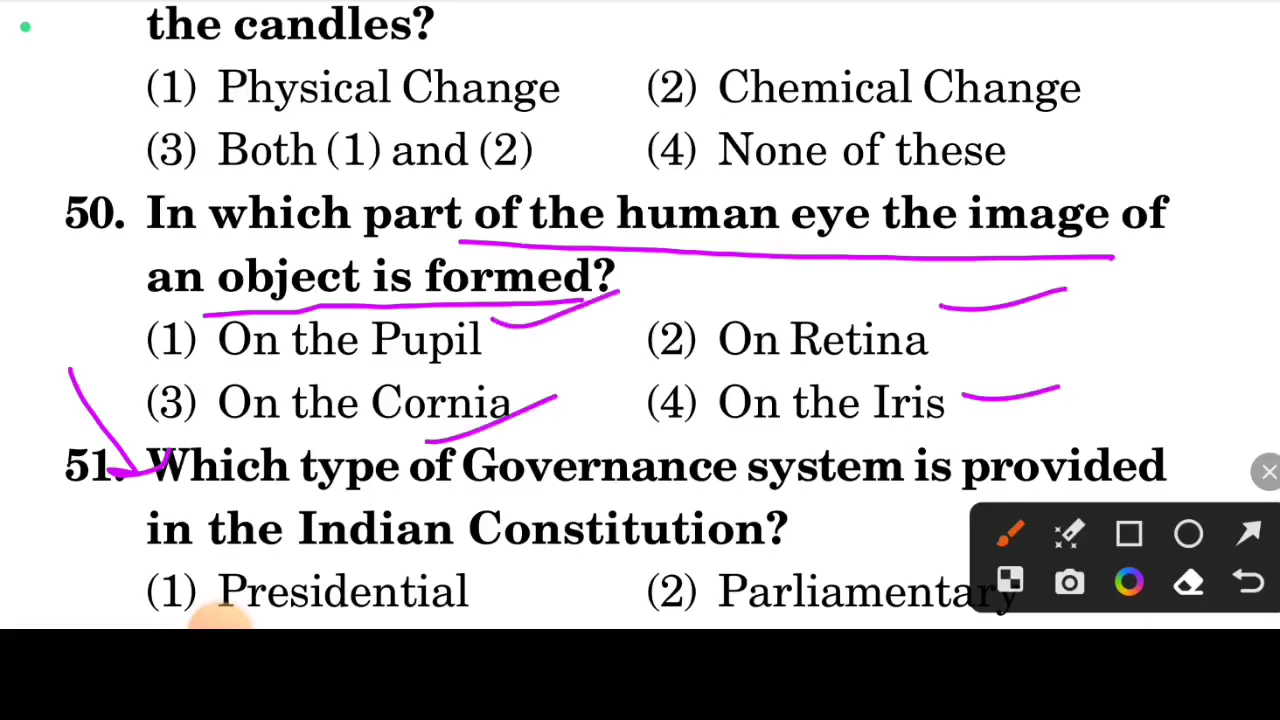 the candles?
(1) Physical Change (2) Chemical Change
(3) Both (1) and (2) (4) None of these
50. In which part of the human eye the image of
an object is formed?
(1) On the Pupil (2) On Retina
(3) On the Cornia (4) On the Iris
51. Which type of Governance system is provided
in the Indian Constitution?
(1) Presidential (2) Parliamentary